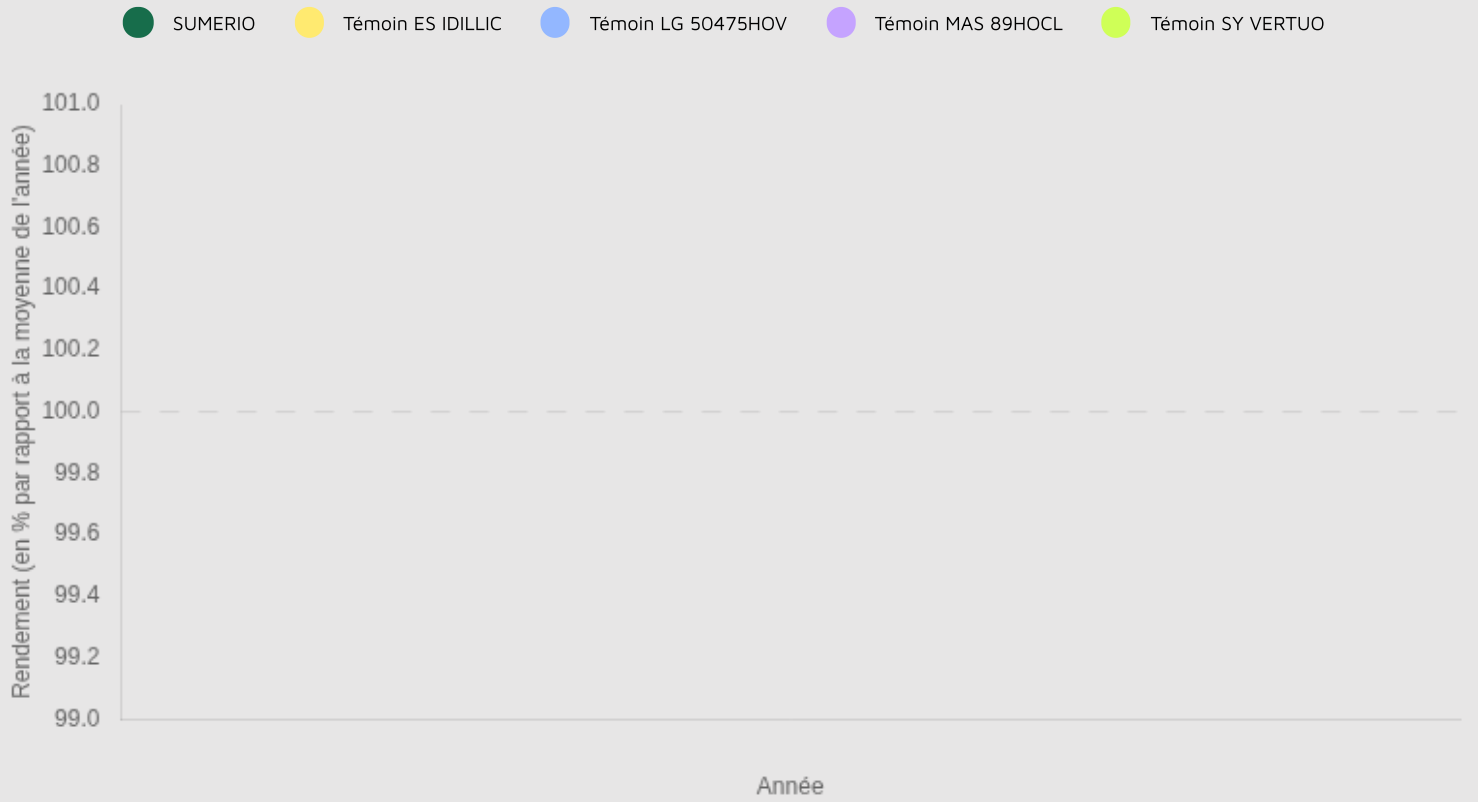 SUMERIO
Témoin ES IDILLIC
Témoin LG 50475HOV
Témoin MAS 89HOCL
Témoin SY VERTUO
Rendement (en % par rapport à la moyenne de l'année)
101.0
100.8
100.6
100.4
100.2
100.0
99.8
99.6
99.4
99.2
99.0
Année